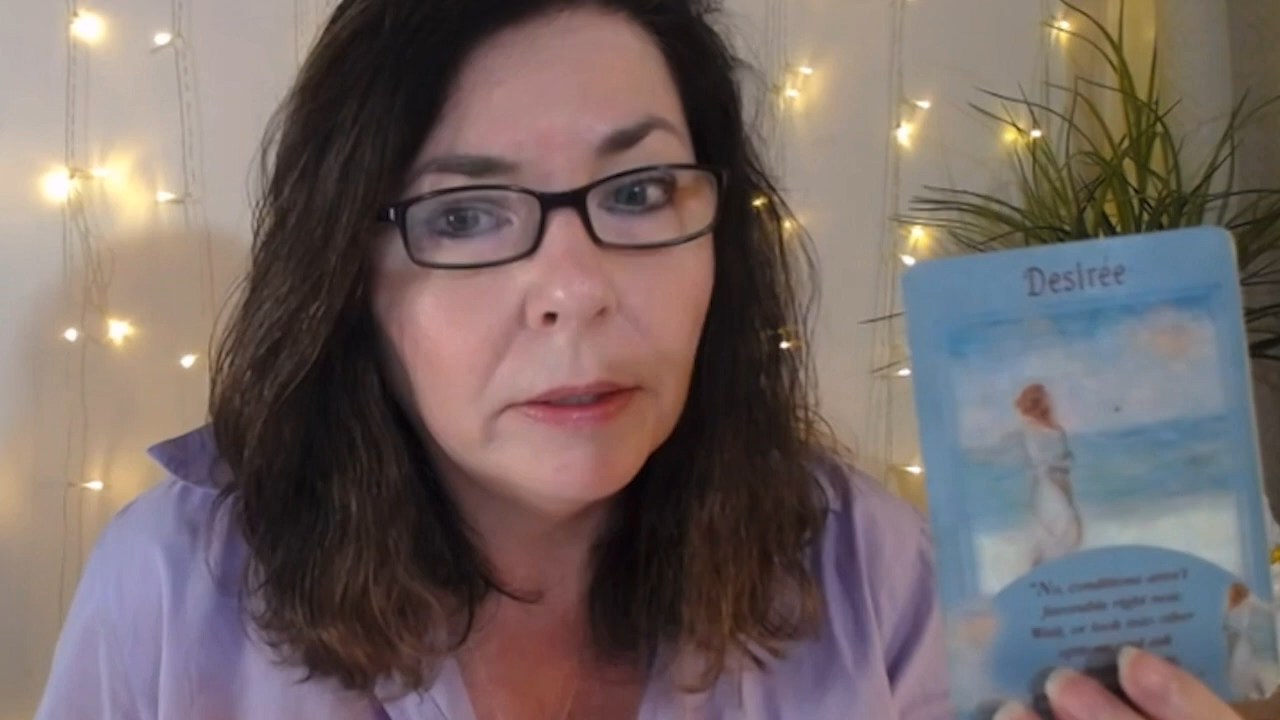 Desirée
"No, conditions aren't
favorable right now.
Wait, or look into other